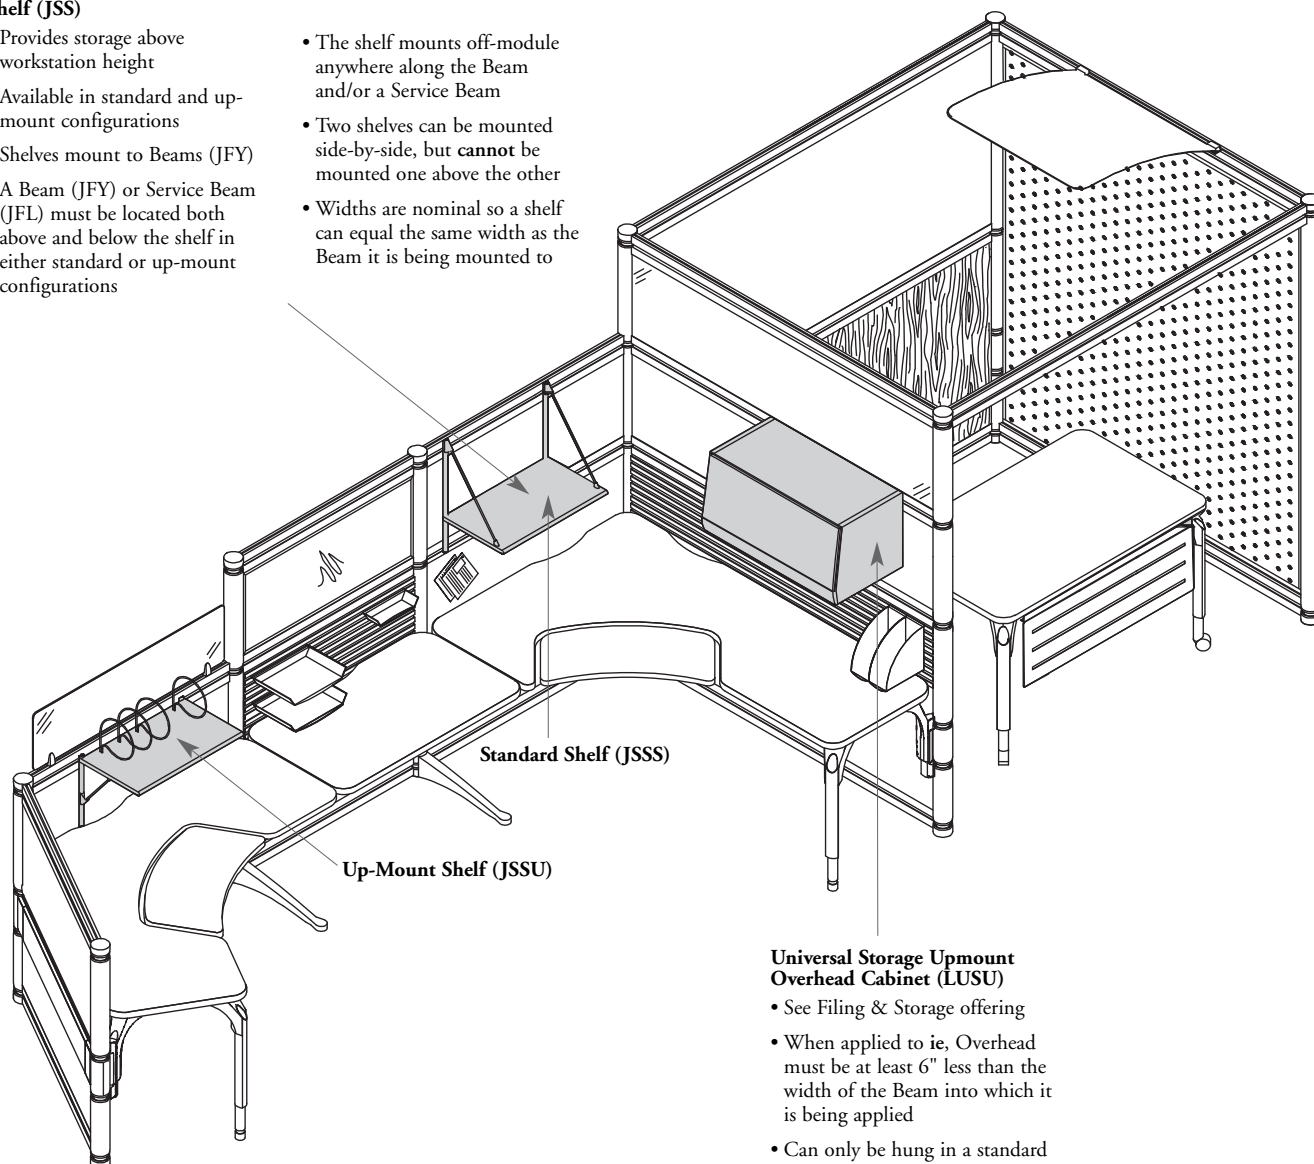 helf (JSS)
Provides storage above
workstation height
Available in standard and up-
mount configurations
Shelves mount to Beams (JFY)
A Beam (JFY) or Service Beam
(JFL) must be located both
above and below the shelf in
either standard or up-mount
configurations
• The shelf mounts off-module
anywhere along the Beam
and/or a Service Beam
• Two shelves can be mounted
side-by-side, but cannot be
mounted one above the other
• Widths are nominal so a shelf
can equal the same width as the
Beam it is being mounted to
Standard Shelf (JSSS)
Up-Mount Shelf (JSSU)
Universal Storage Upmount
Overhead Cabinet (LUSU)
• See Filing & Storage offering
• When applied to ie, Overhead
must be at least 6" less than the
width of the Beam into which it
is being applied
• Can only be hung in a standard